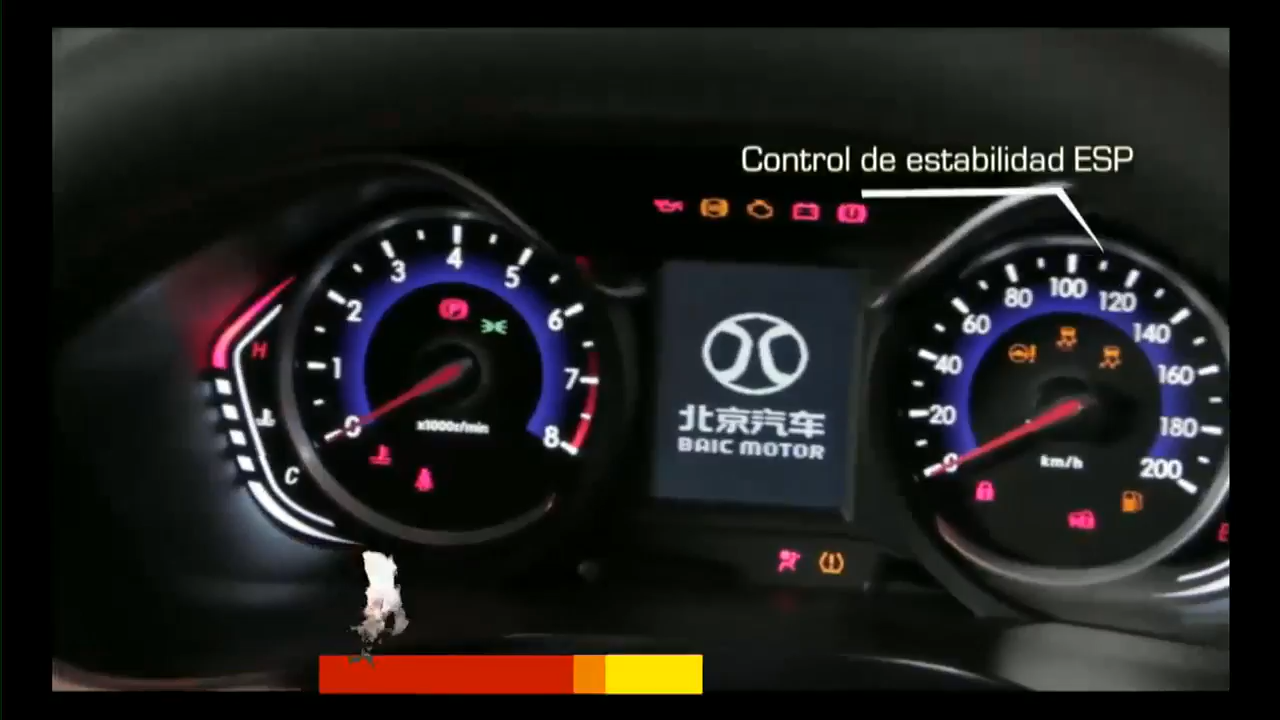 Control de estabilidad ESP
0
1
2
3
4
5
6
7
8
x1000r/min
H
C
P
北京汽车
BAIC MOTOR
0
20
40
60
80
100
120
140
160
180
200
km/h